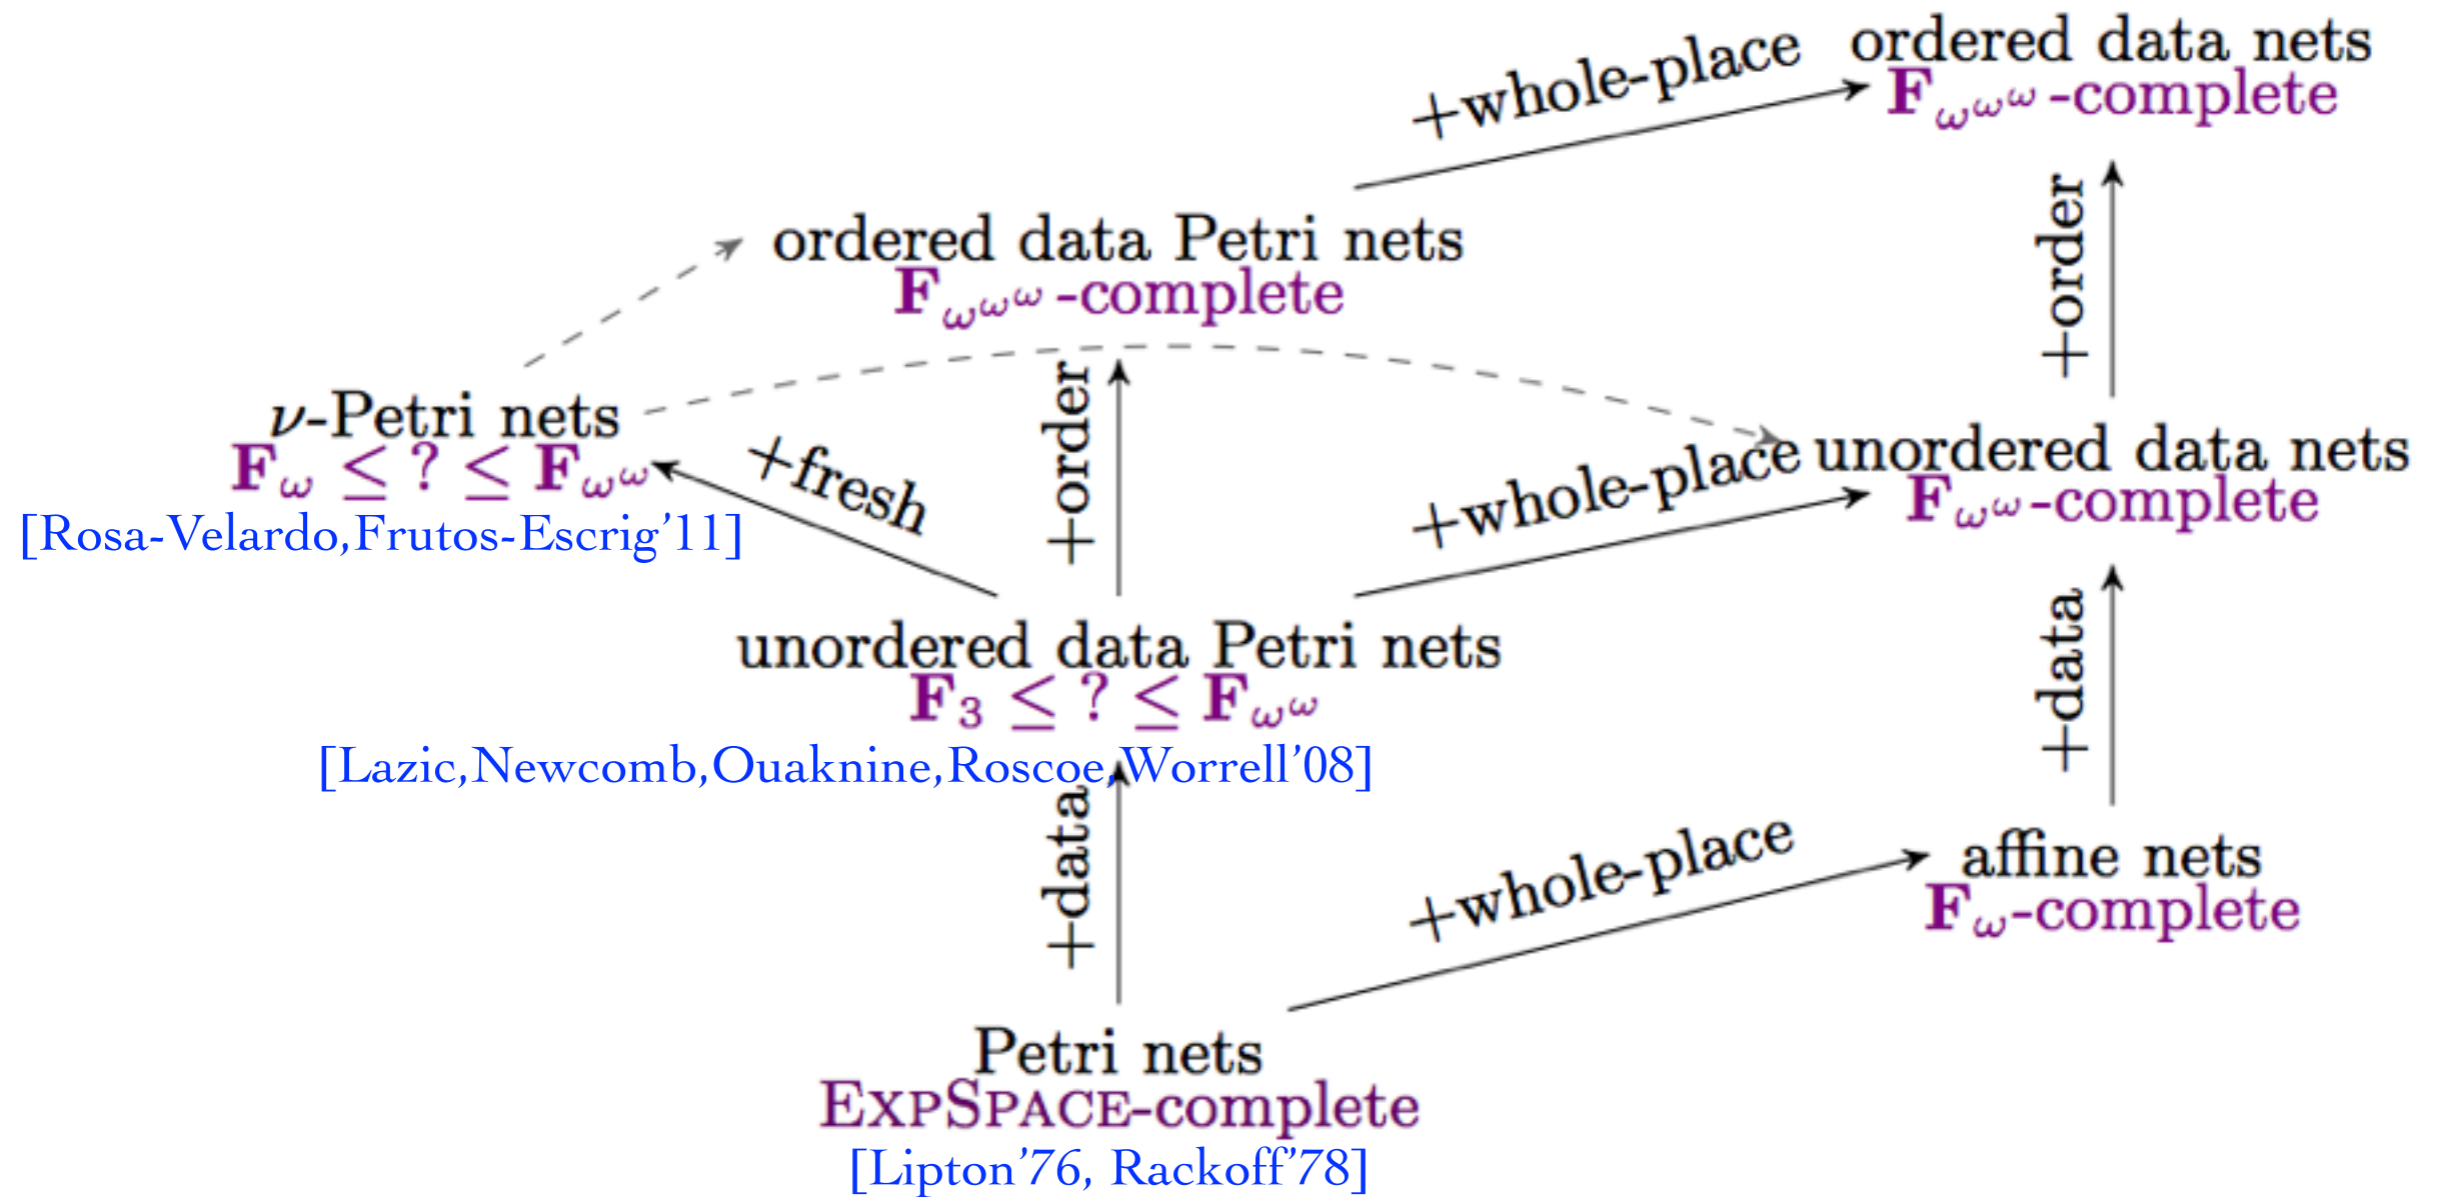 +whole-place
ordered data nets
F_{ω^{ω^ω}}-complete
ordered data Petri nets
F_{ω^{ω^ω}}-complete
+order
ν-Petri nets
F_ω ≤ ? ≤ F_{ω^ω}
[Rosa-Velardo,Frutos-Escrig'11]
+fresh
+order
+whole-place
unordered data nets
F_{ω^ω}-complete
unordered data Petri nets
F_3 ≤ ? ≤ F_{ω^ω}
[Lazic,Newcomb,Ouaknine,Roscoe,Worrell'08]
+data
+data
+whole-place
affine nets
F_ω-complete
Petri nets
EXPSPACE-complete
[Lipton'76, Rackoff'78]